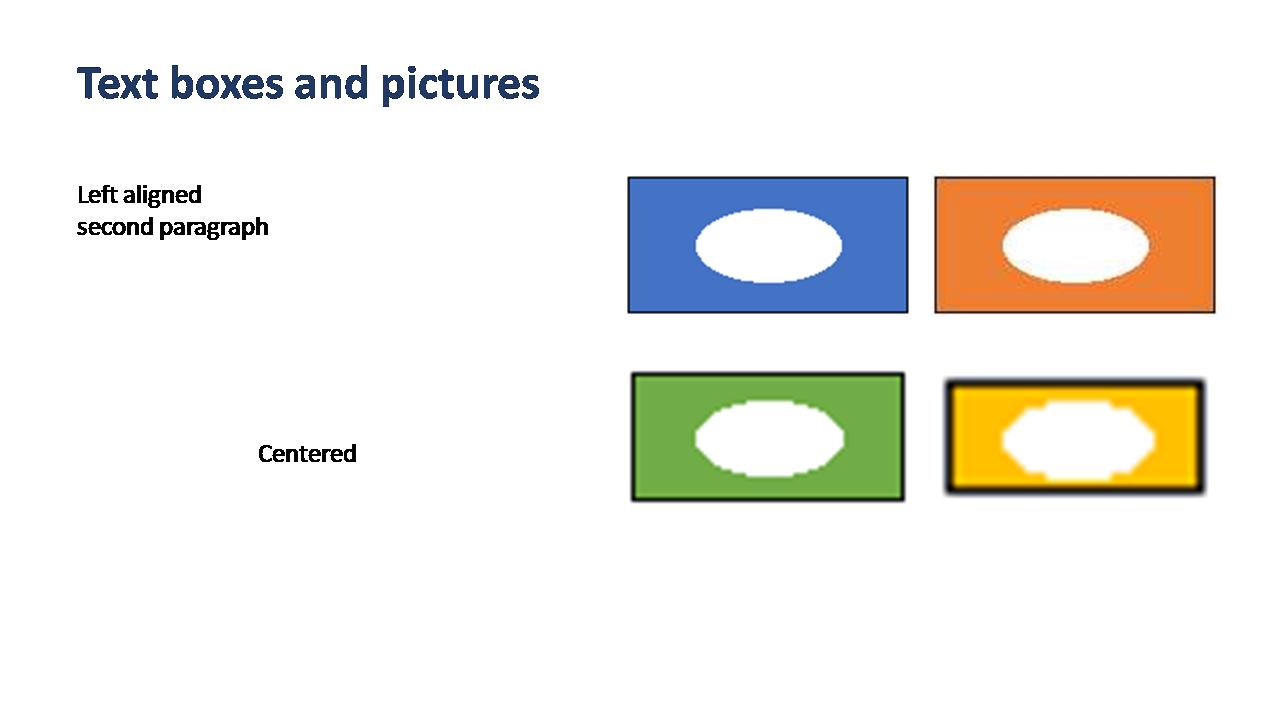 Text boxes and pictures
Left aligned
second paragraph
Centered